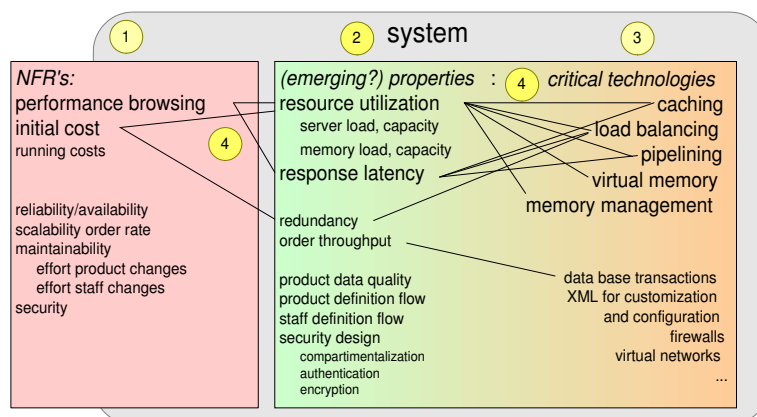 system
1
2
3
NFR's:
performance browsing
initial cost
running costs
4
reliability/availability
scalability order rate
maintainability
effort product changes
effort staff changes
security
(emerging?) properties :
resource utilization
server load, capacity
memory load, capacity
response latency
redundancy
order throughput
product data quality
product definition flow
staff definition flow
security design
compartimentalization
authentication
encryption
4
critical technologies
caching
load balancing
pipelining
virtual memory
memory management
data base transactions
XML for customization
and configuration
firewalls
virtual networks
...